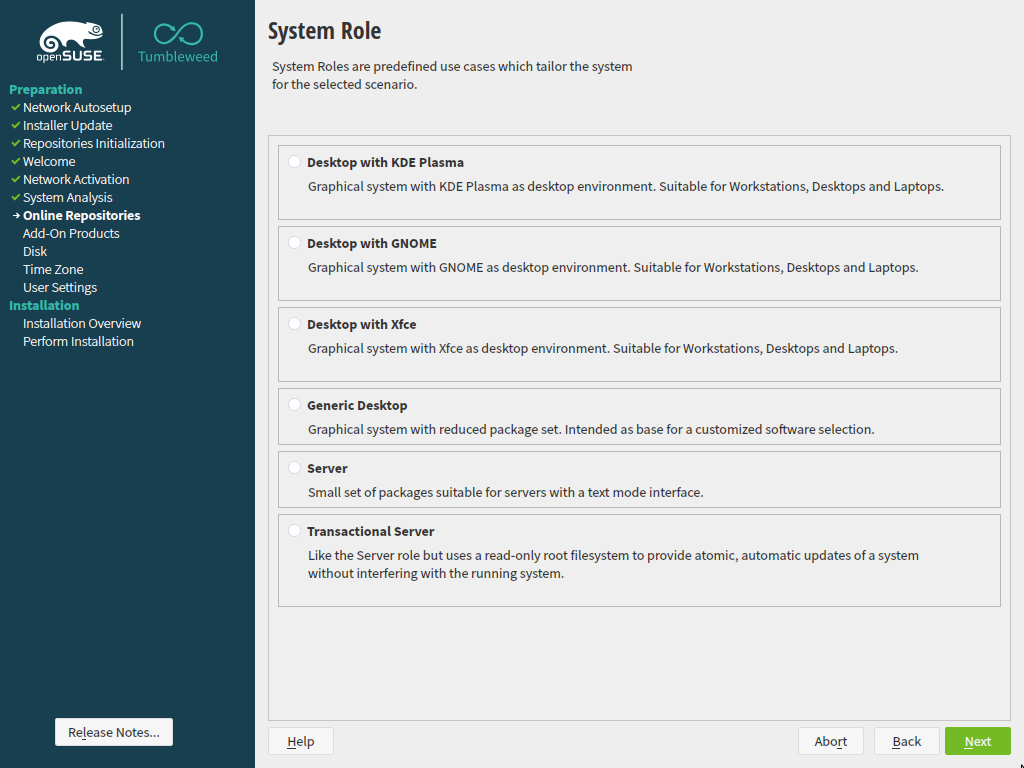 openSUSE
Tumbleweed
Preparation
Network Autosetup
Installer Update
Repositories Initialization
Welcome
Network Activation
System Analysis
Online Repositories
Add-On Products
Disk
Time Zone
User Settings
Installation
Installation Overview
Perform Installation
Release Notes...
System Role
System Roles are predefined use cases which tailor the system
for the selected scenario.
Desktop with KDE Plasma
Graphical system with KDE Plasma as desktop environment. Suitable for Workstations, Desktops and Laptops.
Desktop with GNOME
Graphical system with GNOME as desktop environment. Suitable for Workstations, Desktops and Laptops.
Desktop with Xfce
Graphical system with Xfce as desktop environment. Suitable for Workstations, Desktops and Laptops.
Generic Desktop
Graphical system with reduced package set. Intended as base for a customized software selection.
Server
Small set of packages suitable for servers with a text mode interface.
Transactional Server
Like the Server role but uses a read-only root filesystem to provide atomic, automatic updates of a system
without interfering with the running system.
Help
Abort
Back
Next